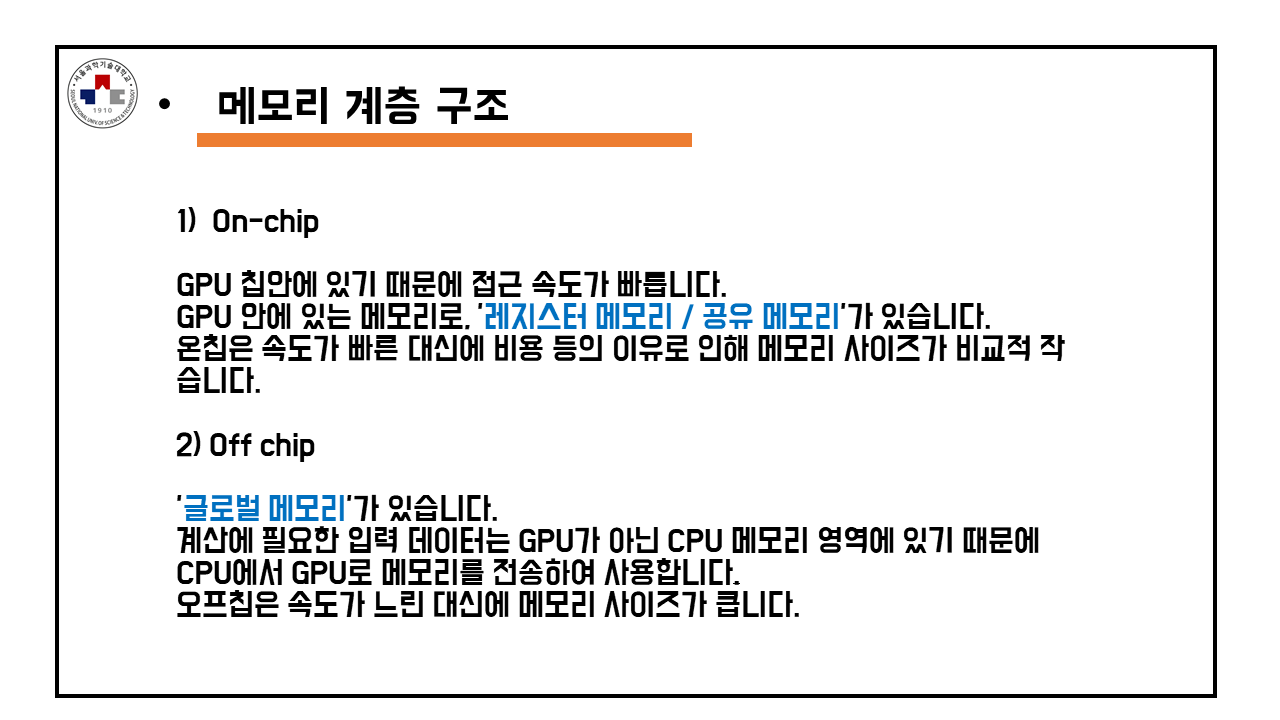 서울과학기술대학교
SEOUL NATIONAL UNIV. OF SCIENCE & TECHNOLOGY
1910
• 메모리 계층 구조
1) On-chip
GPU 칩안에 있기 때문에 접근 속도가 빠릅니다.
GPU 안에 있는 메모리로, '레지스터 메모리 / 공유 메모리'가 있습니다.
온칩은 속도가 빠른 대신에 비용 등의 이유로 인해 메모리 사이즈가 비교적 작
습니다.
2) Off chip
'글로벌 메모리'가 있습니다.
계산에 필요한 입력 데이터는 GPU가 아닌 CPU 메모리 영역에 있기 때문에
CPU에서 GPU로 메모리를 전송하여 사용합니다.
오프칩은 속도가 느린 대신에 메모리 사이즈가 큽니다.